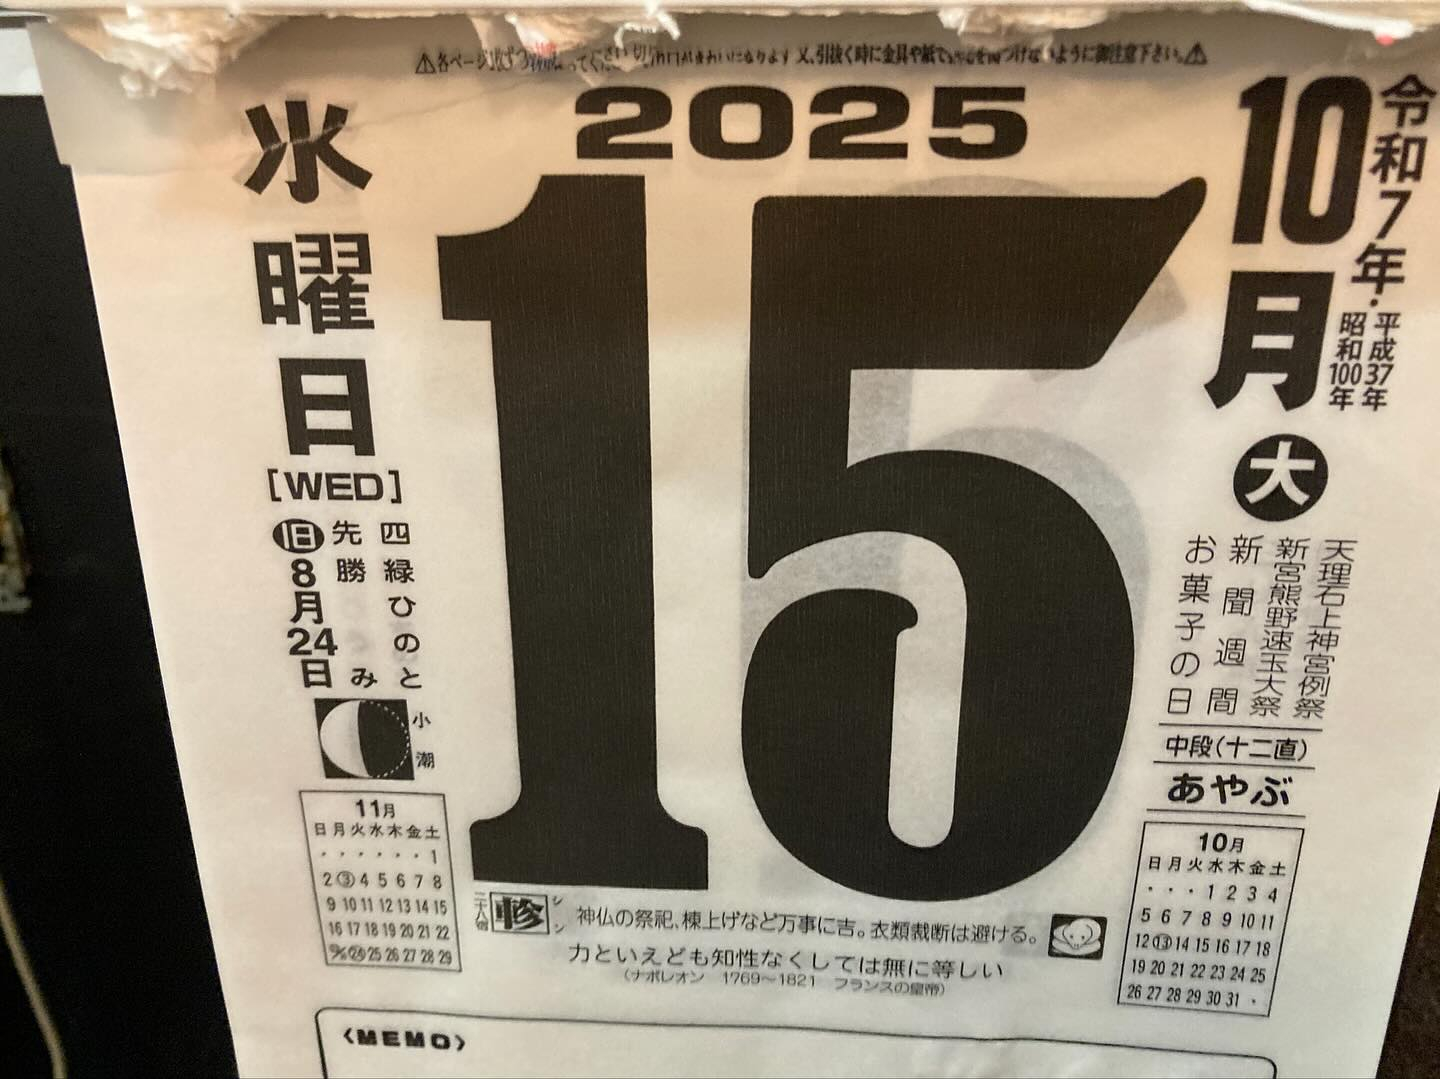 2025
10月
大
令和7年・平成37年
昭和100年
水曜日
[WED]
15
四緑ひのと
先勝 み
旧8月24日
小潮
天理石上神宮例祭
新宮熊野速玉大祭
新聞週間
お菓子の日
中段(十二直)
あやぶ
11月
日 月 火 水 木 金 土
・ ・ ・ ・ ・ ・ 1
2 3 4 5 6 7 8
9 10 11 12 13 14 15
16 17 18 19 20 21 22
23/30 24 25 26 27 28 29
10月
日 月 火 水 木 金 土
・ ・ ・ 1 2 3 4
5 6 7 8 9 10 11
12 13 14 15 16 17 18
19 20 21 22 23 24 25
26 27 28 29 30 31 ・
二十八宿
軫
シン
神仏の祭祀、棟上げなど万事に吉。衣類裁断は避ける。
力といえども知性なくしては無に等しい
(ナポレオン 1769〜1821 フランスの皇帝)
〈MEMO〉